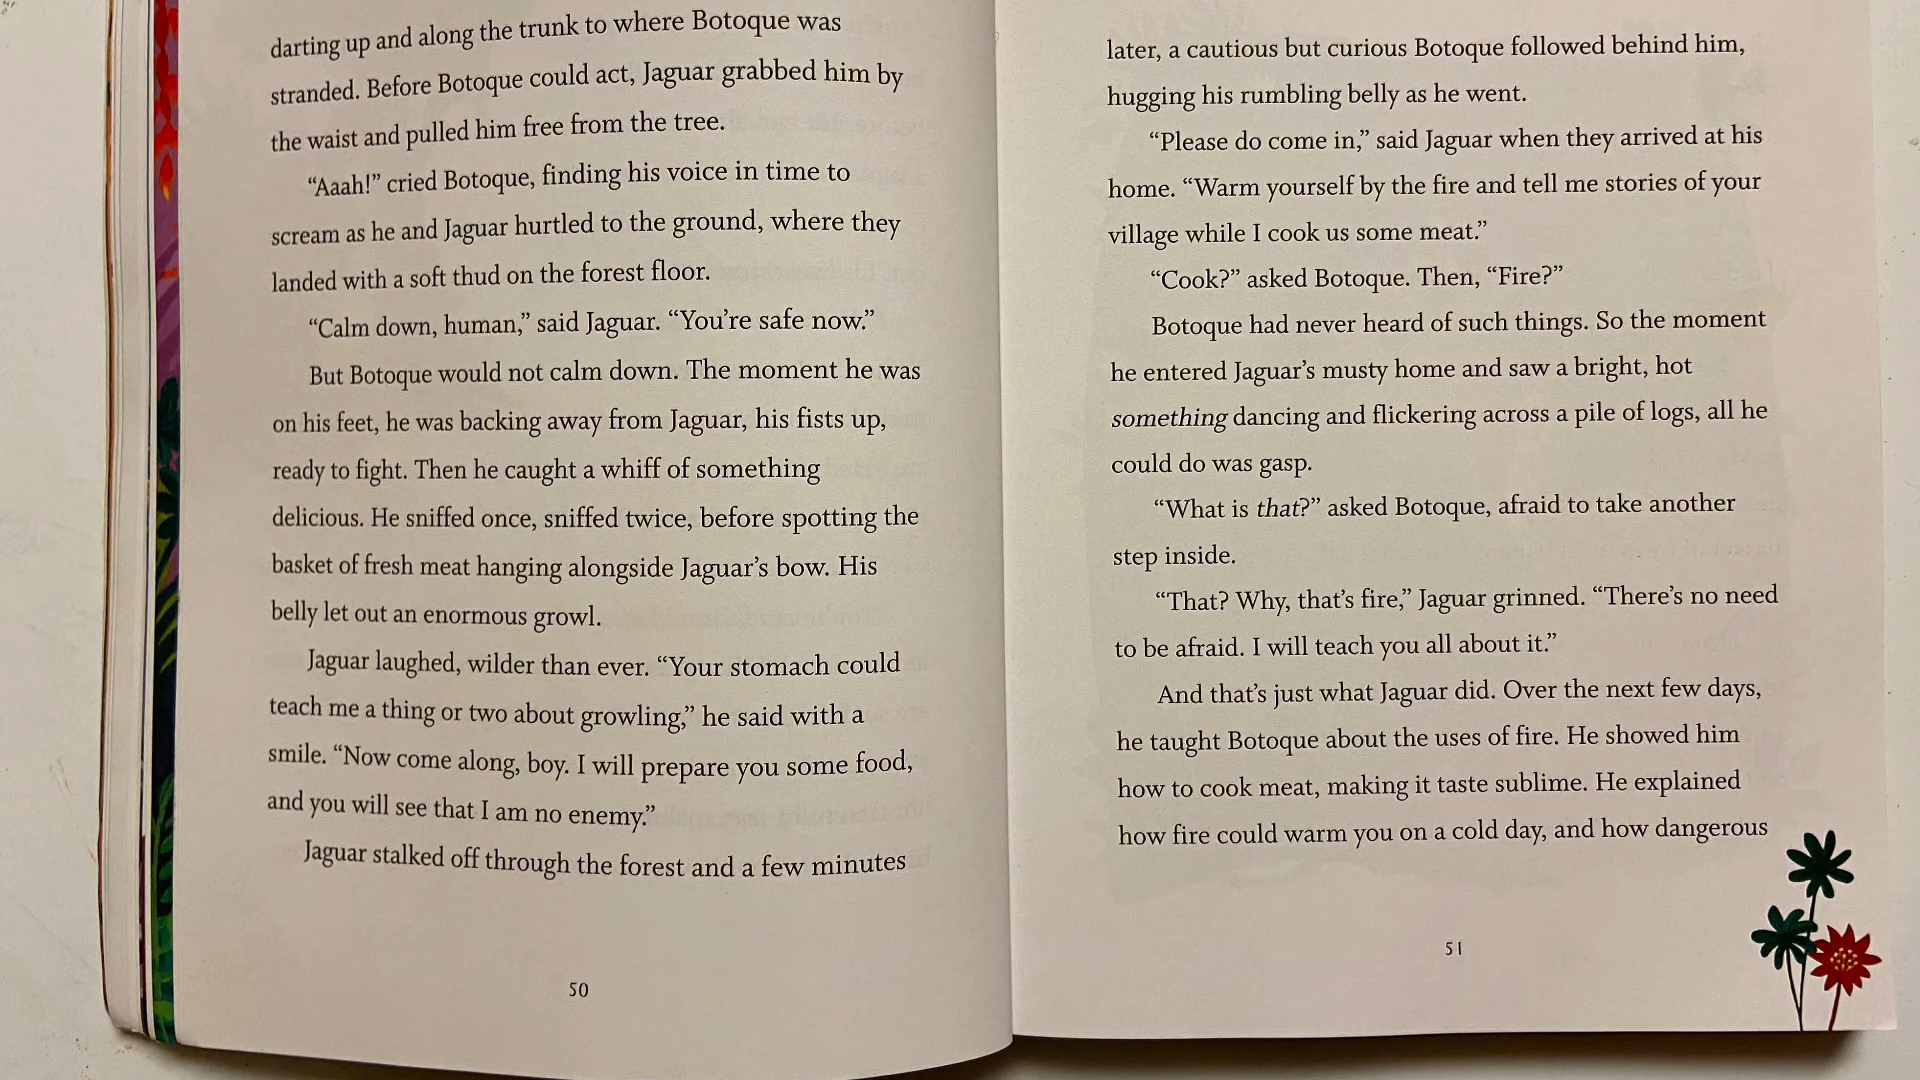 darting up and along the trunk to where Botoque was
stranded. Before Botoque could act, Jaguar grabbed him by
the waist and pulled him free from the tree.
“Aaah!” cried Botoque, finding his voice in time to
scream as he and Jaguar hurtled to the ground, where they
landed with a soft thud on the forest floor.
“Calm down, human,” said Jaguar. “You’re safe now.”
But Botoque would not calm down. The moment he was
on his feet, he was backing away from Jaguar, his fists up,
ready to fight. Then he caught a whiff of something
delicious. He sniffed once, sniffed twice, before spotting the
basket of fresh meat hanging alongside Jaguar’s bow. His
belly let out an enormous growl.
Jaguar laughed, wilder than ever. “Your stomach could
teach me a thing or two about growling,” he said with a
smile. “Now come along, boy. I will prepare you some food,
and you will see that I am no enemy.”
Jaguar stalked off through the forest and a few minutes
50
later, a cautious but curious Botoque followed behind him,
hugging his rumbling belly as he went.
“Please do come in,” said Jaguar when they arrived at his
home. “Warm yourself by the fire and tell me stories of your
village while I cook us some meat.”
“Cook?” asked Botoque. Then, “Fire?”
Botoque had never heard of such things. So the moment
he entered Jaguar’s musty home and saw a bright, hot
something dancing and flickering across a pile of logs, all he
could do was gasp.
“What is that?” asked Botoque, afraid to take another
step inside.
“That? Why, that’s fire,” Jaguar grinned. “There’s no need
to be afraid. I will teach you all about it.”
And that’s just what Jaguar did. Over the next few days,
he taught Botoque about the uses of fire. He showed him
how to cook meat, making it taste sublime. He explained
how fire could warm you on a cold day, and how dangerous
51